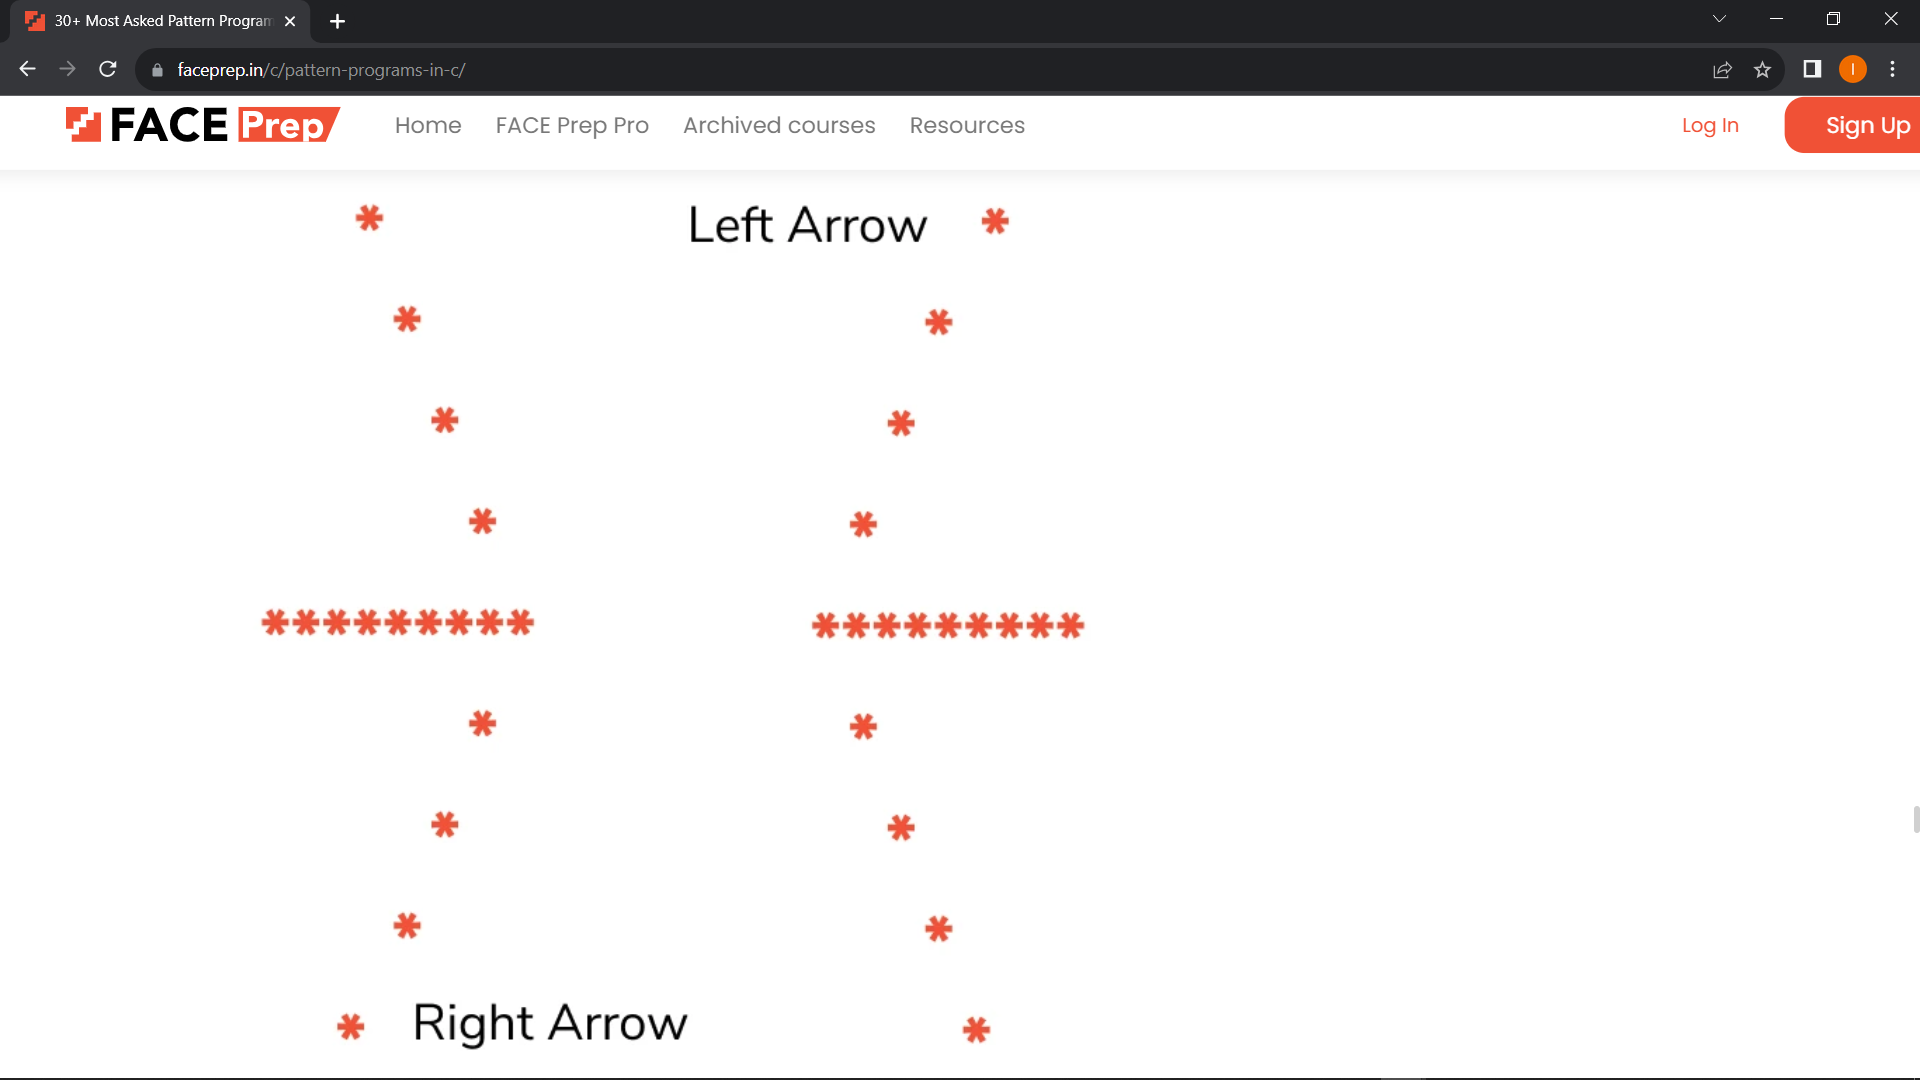 30+ Most Asked Pattern Program
faceprep.in/c/pattern-programs-in-c/
I
FACE Prep
Home
FACE Prep Pro
Archived courses
Resources
Log In
Sign Up
* Left Arrow *
* *
* *
* *
********* *********
* *
* *
* *
* Right Arrow *